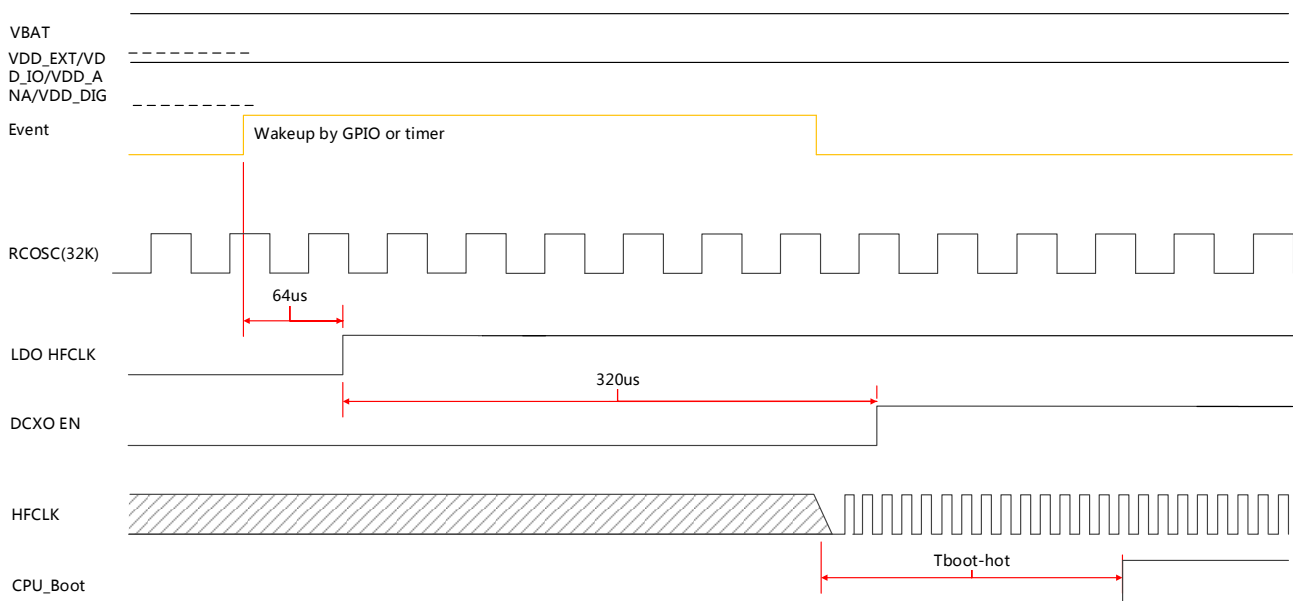 VBAT
VDD_EXT/VD
D_IO/VDD_A
NA/VDD_DIG
Event
Wakeup by GPIO or timer
RCOSC(32K)
64us
LDO HFCLK
320us
DCXO EN
HFCLK
Tboot-hot
CPU_Boot